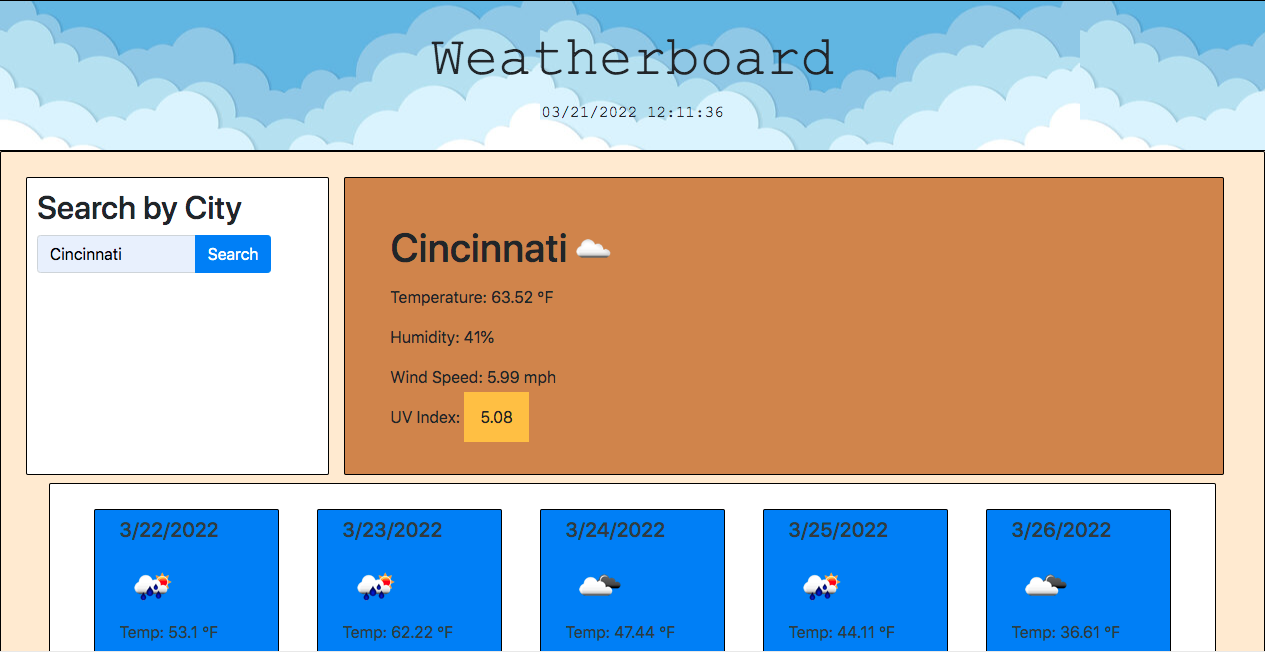 Weatherboard
03/21/2022 12:11:36
Search by City
Cincinnati Search
Cincinnati
Temperature: 63.52 °F
Humidity: 41%
Wind Speed: 5.99 mph
UV Index: 5.08
3/22/2022
Temp: 53.1 °F
3/23/2022
Temp: 62.22 °F
3/24/2022
Temp: 47.44 °F
3/25/2022
Temp: 44.11 °F
3/26/2022
Temp: 36.61 °F